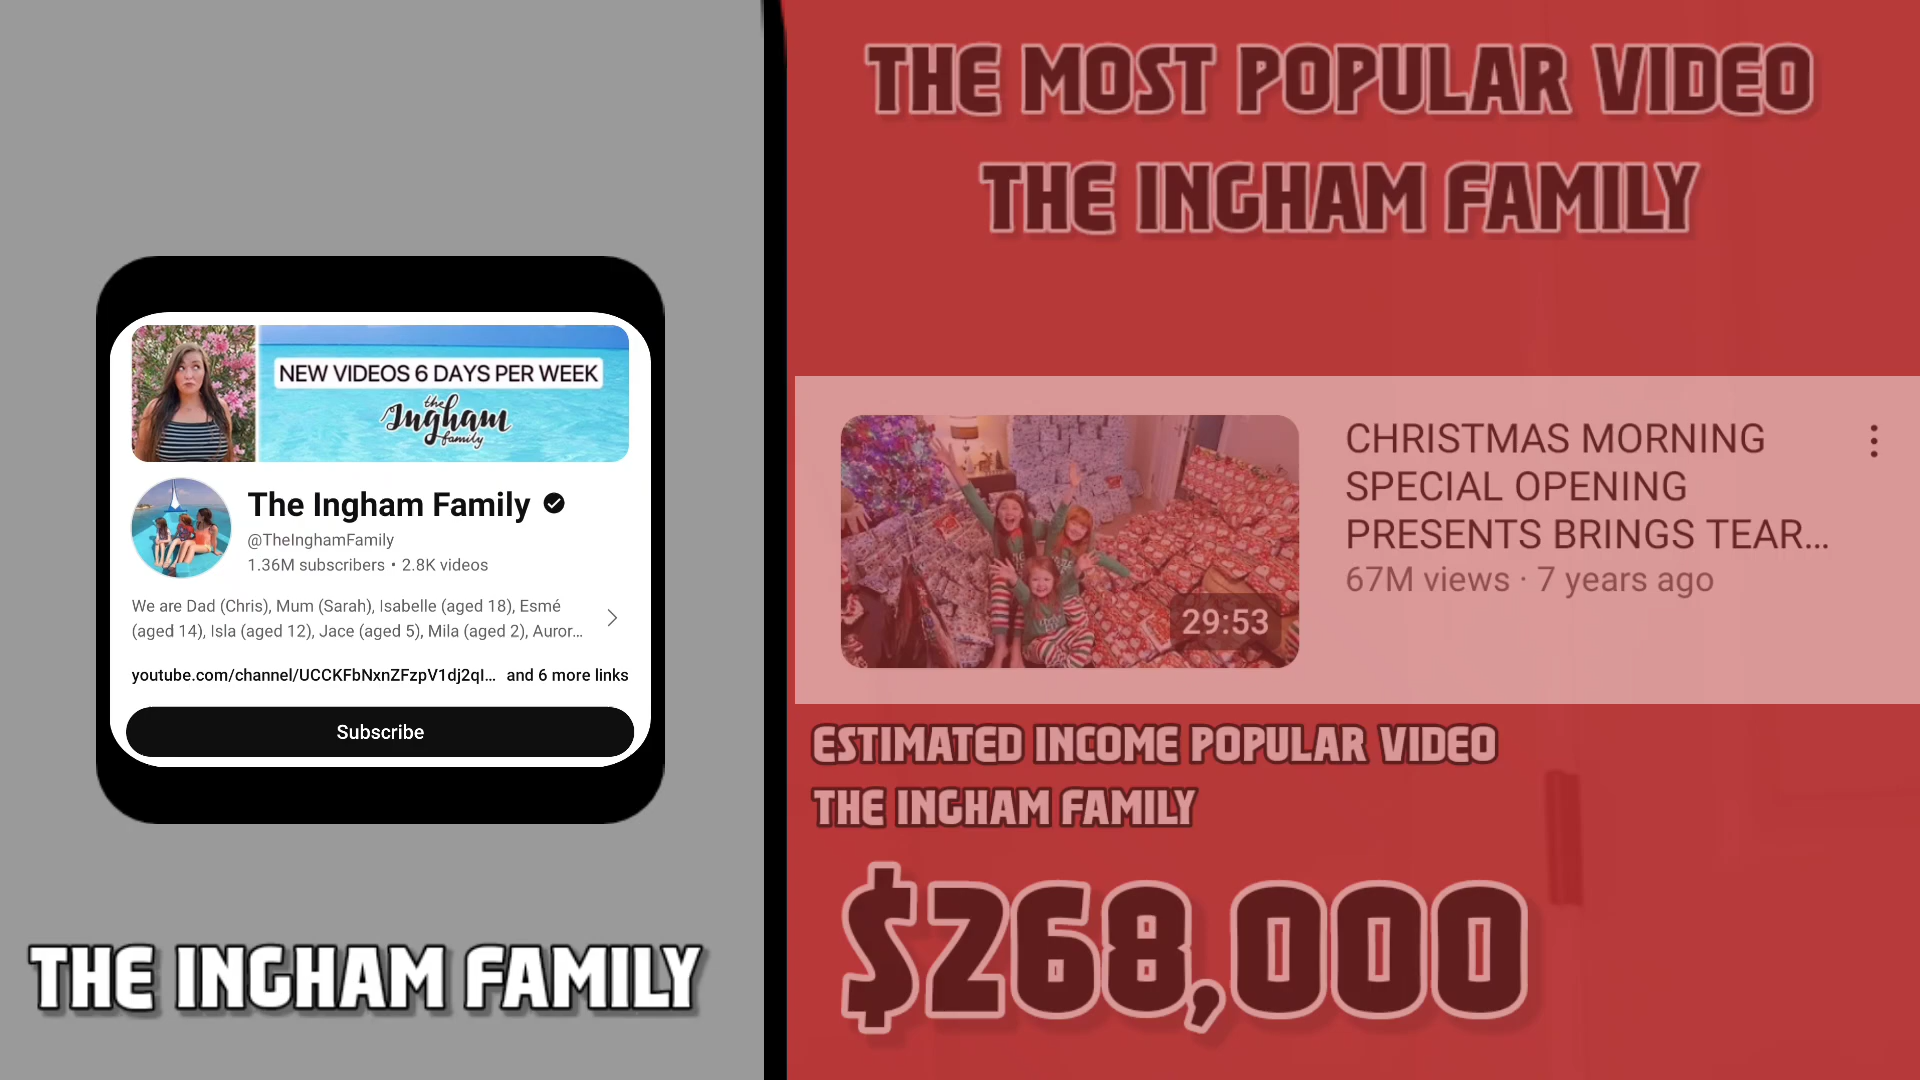 NEW VIDEOS 6 DAYS PER WEEK
the
Ingham
family
The Ingham Family
@TheInghamFamily
1.36M subscribers • 2.8K videos
We are Dad (Chris), Mum (Sarah), Isabelle (aged 18), Esmé
(aged 14), Isla (aged 12), Jace (aged 5), Mila (aged 2), Auror...
youtube.com/channel/UCCKFbNxnZFzpV1dj2qI... and 6 more links
Subscribe
THE INGHAM FAMILY
THE MOST POPULAR VIDEO
THE INGHAM FAMILY
29:53
CHRISTMAS MORNING
SPECIAL OPENING
PRESENTS BRINGS TEAR...
67M views · 7 years ago
ESTIMATED INCOME POPULAR VIDEO
THE INGHAM FAMILY
$268,000